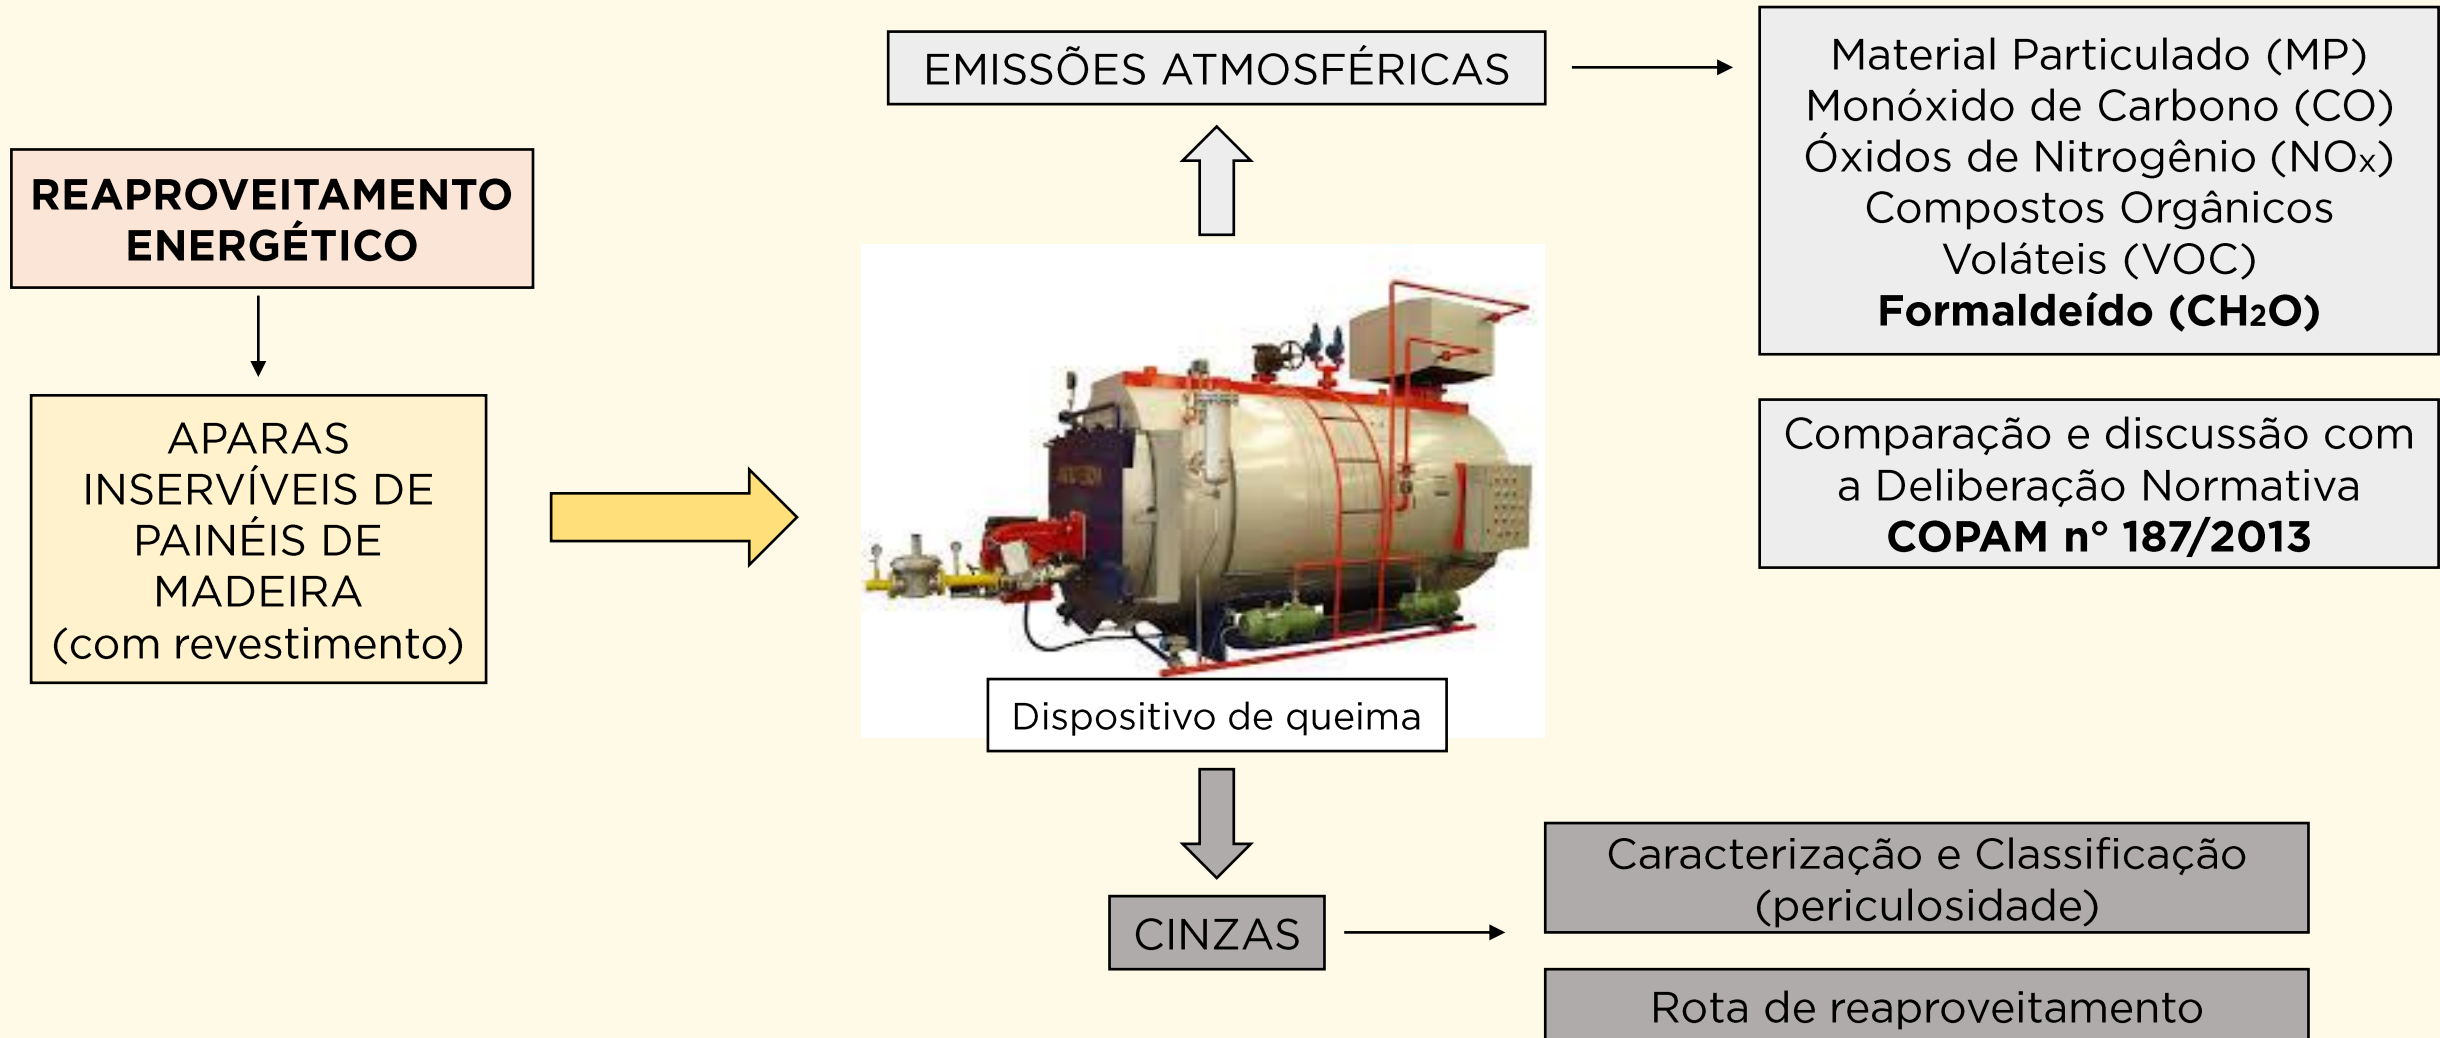 REAPROVEITAMENTO
ENERGÉTICO
APARAS
INSERVÍVEIS DE
PAINÉIS DE
MADEIRA
(com revestimento)
EMISSÕES ATMOSFÉRICAS
Material Particulado (MP)
Monóxido de Carbono (CO)
Óxidos de Nitrogênio (NOx)
Compostos Orgânicos
Voláteis (VOC)
Formaldeído (CH₂O)
Comparação e discussão com
a Deliberação Normativa
COPAM n° 187/2013
Dispositivo de queima
CINZAS
Caracterização e Classificação
(periculosidade)
Rota de reaproveitamento